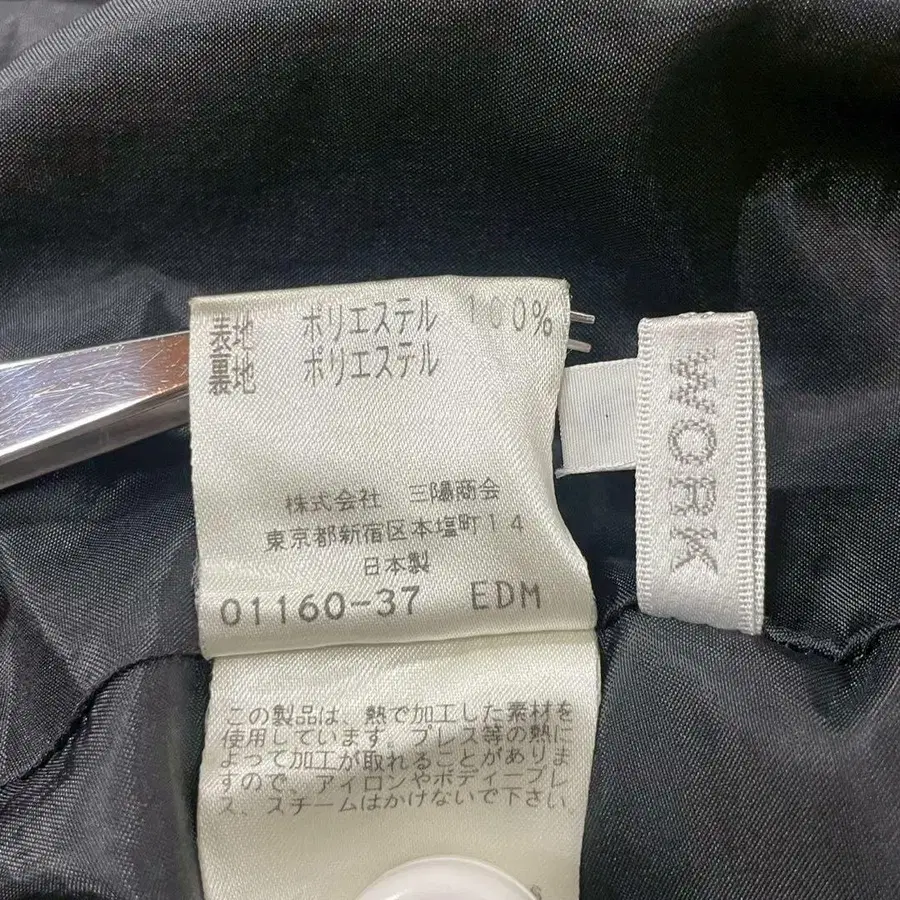 表地 ポリエステル 100%
裏地 ポリエステル
株式会社 三陽商会
東京都新宿区本塩町14
日本製
01160-37 EDM
この製品は、熱で加工した素材を
使用しています。プレス等の熱に
よって加工が取れることがありま
すので、アイロンやボディープレ
ス、スチームはかけないで下さい。
WORK